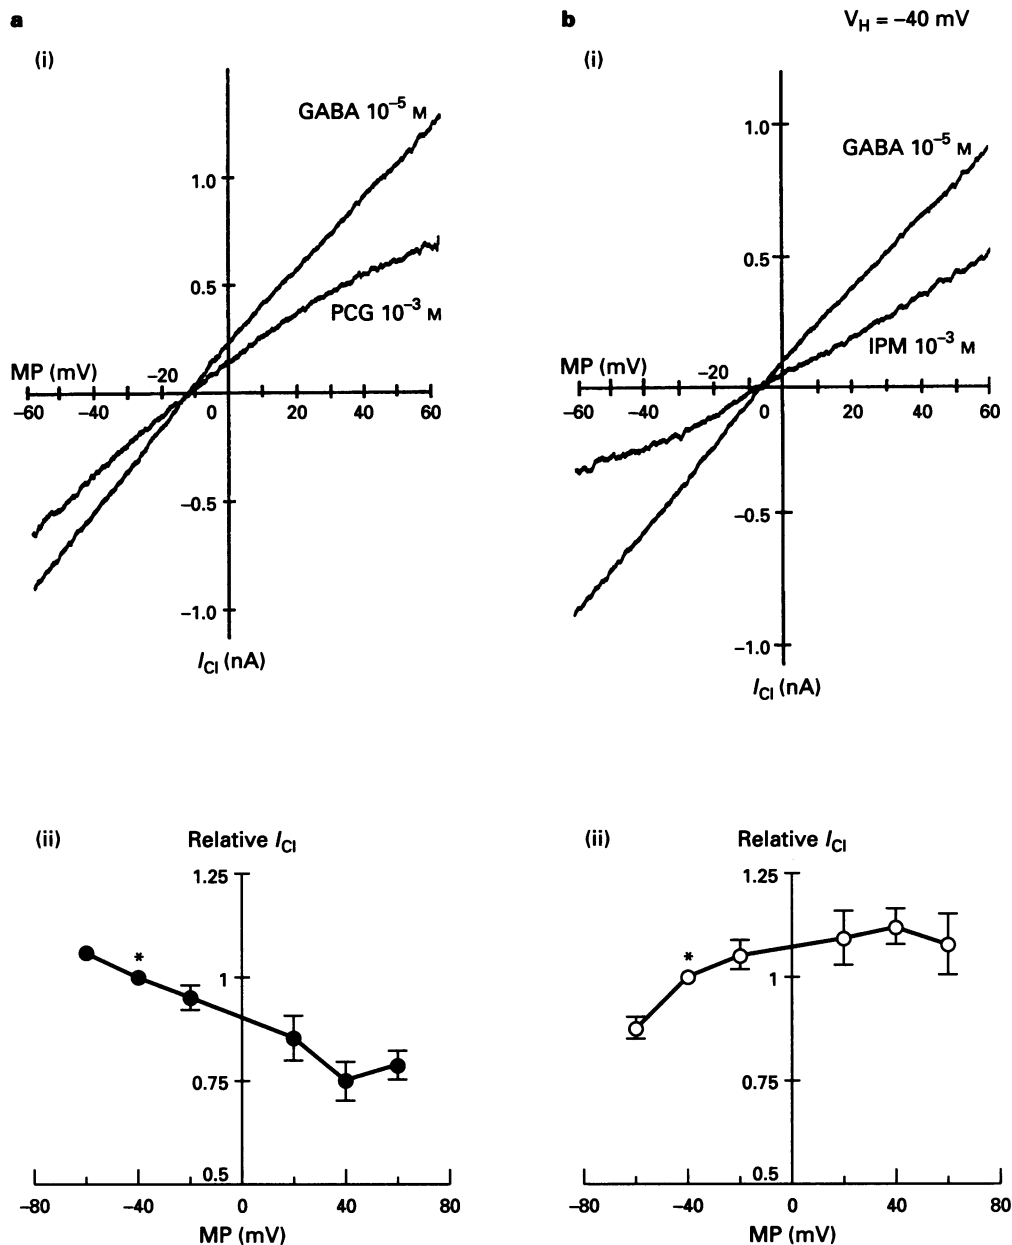 a
(i)
GABA 10⁻⁵ M
1.0
0.5
PCG 10⁻³ M
MP (mV)
−20
−60
−40
0
20
40
60
−0.5
−1.0
I_Cl (nA)
b
V_H = −40 mV
(i)
1.0
GABA 10⁻⁵ M
0.5
IPM 10⁻³ M
MP (mV)
−20
−60
−40
0
20
40
60
−0.5
−1.0
I_Cl (nA)
(ii)
Relative I_Cl
1.25
*
1
0.75
0.5
−80
−40
0
40
80
MP (mV)
(ii)
Relative I_Cl
1.25
*
1
0.75
0.5
−80
−40
0
40
80
MP (mV)